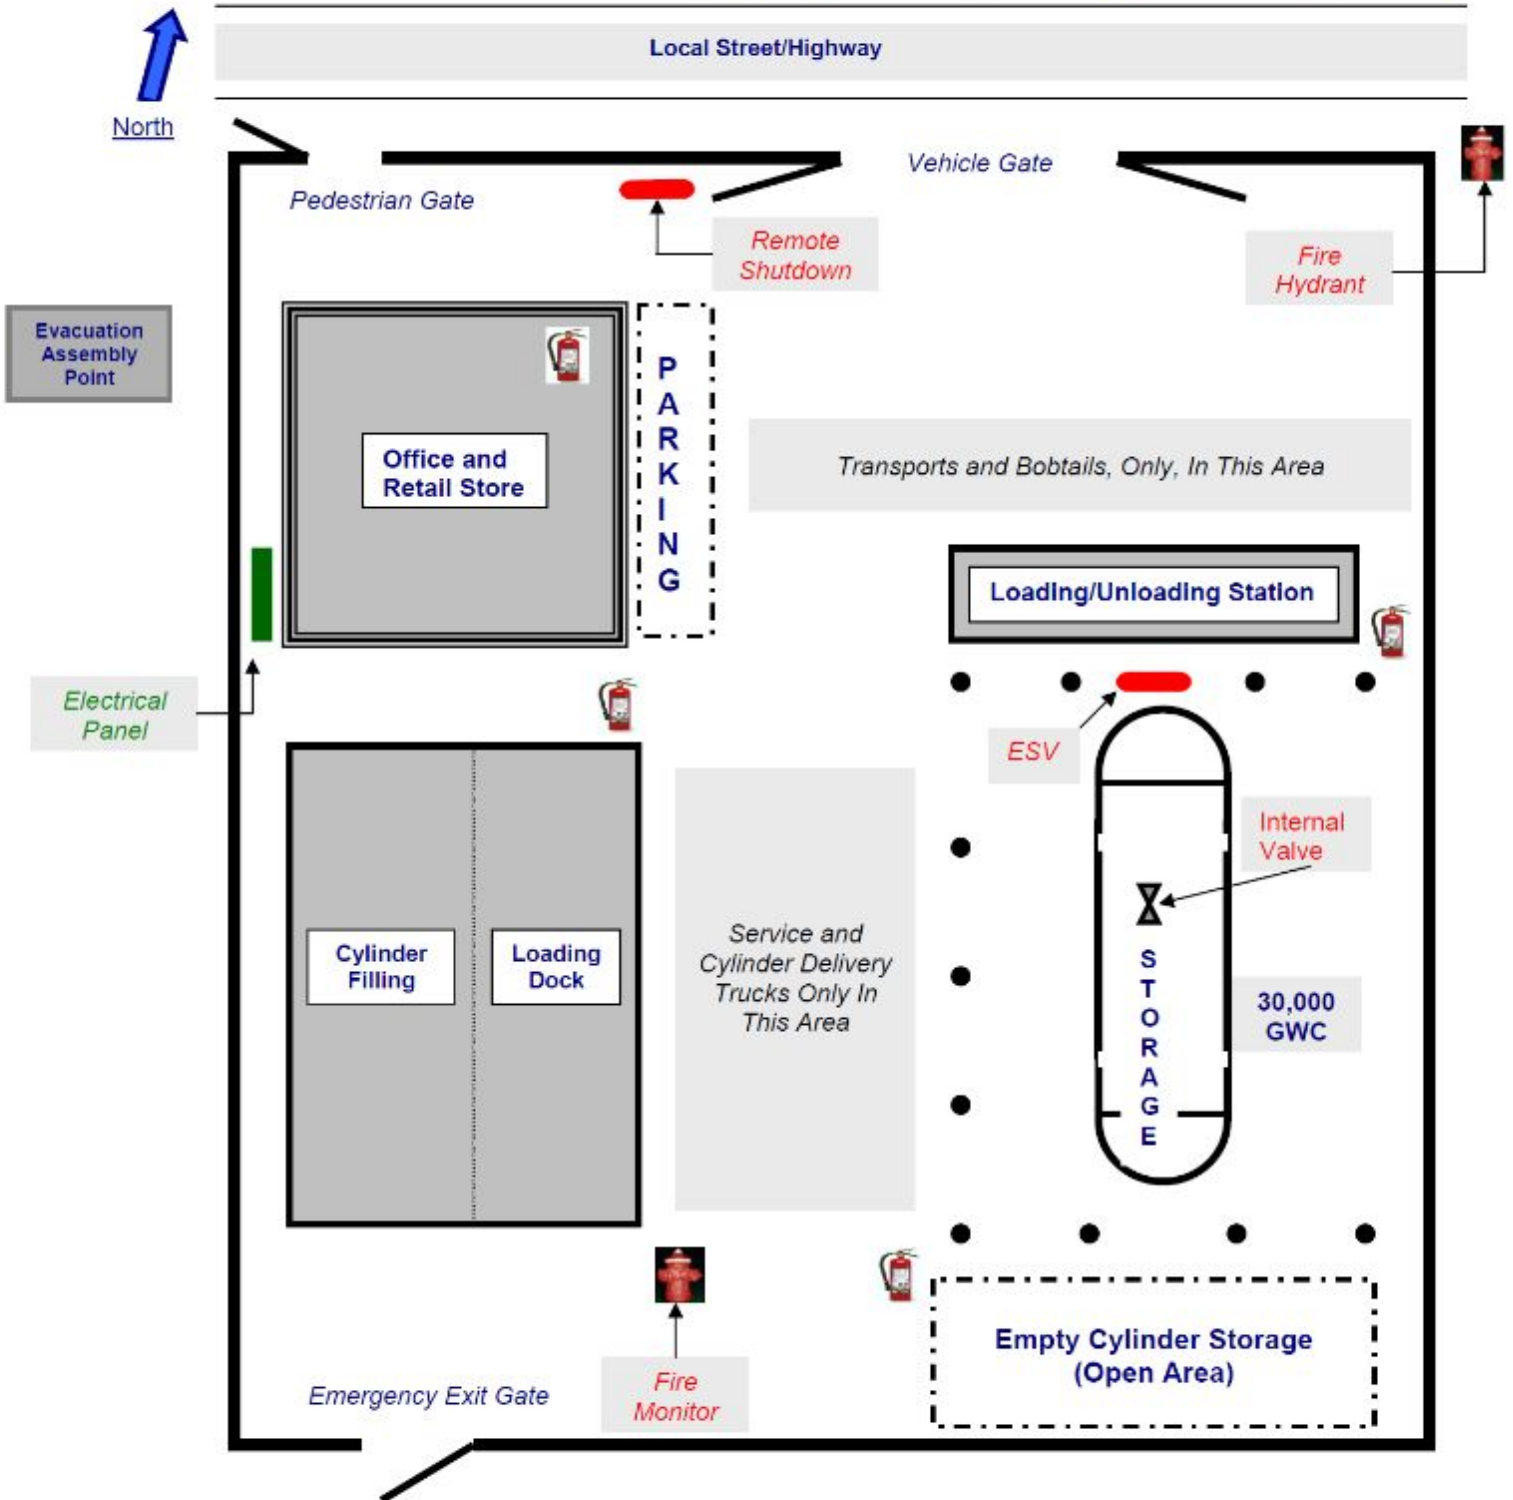 Local Street/Highway
North
Vehicle Gate
Pedestrian Gate
Remote
Shutdown
Fire
Hydrant
Evacuation
Assembly
Point
PARKING
Office and
Retail Store
Transports and Bobtails, Only, In This Area
Loading/Unloading Station
Electrical
Panel
ESV
Internal
Valve
Cylinder
Filling
Loading
Dock
Service and
Cylinder Delivery
Trucks Only In
This Area
STORAGE
30,000
GWC
Empty Cylinder Storage
(Open Area)
Emergency Exit Gate
Fire
Monitor